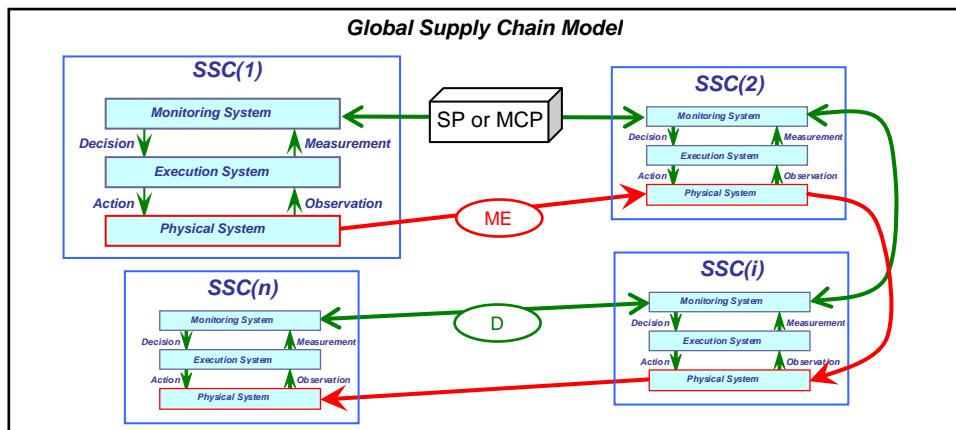 Global Supply Chain Model
SSC(1)
Monitoring System
Decision
Measurement
Execution System
Action
Observation
Physical System
SP or MCP
ME
SSC(2)
Monitoring System
Decision
Measurement
Execution System
Action
Observation
Physical System
SSC(n)
Monitoring System
Decision
Measurement
Execution System
Action
Observation
Physical System
D
SSC(i)
Monitoring System
Decision
Measurement
Execution System
Action
Observation
Physical System